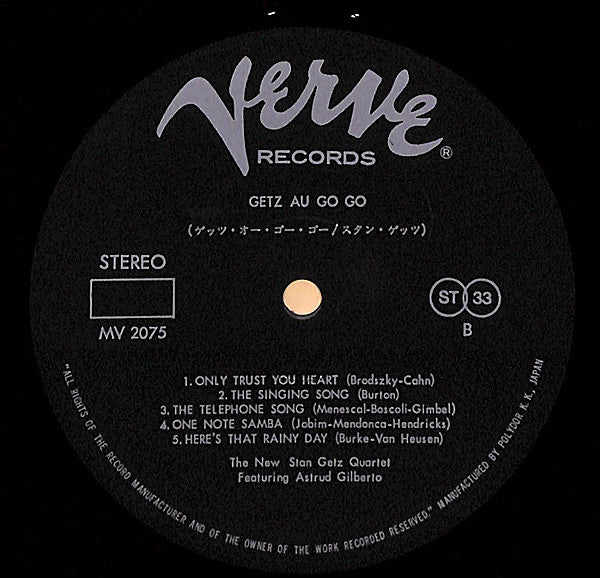 Verve
RECORDS ®
GETZ AU GO GO
(ゲッツ・オー・ゴー・ゴー/スタン・ゲッツ)
STEREO
MV 2075
ST 33
B
1. ONLY TRUST YOU HEART (Brodszky-Cahn)
2. THE SINGING SONG (Burton)
3. THE TELEPHONE SONG (Menescal-Boscoli-Gimbel)
4. ONE NOTE SAMBA (Jobim-Mendonca-Hendricks)
5. HERE'S THAT RAINY DAY (Burke-Van Heusen)
The New Stan Getz Quartet
Featuring Astrud Gilberto
"ALL RIGHTS OF THE RECORD MANUFACTURER AND OF THE OWNER OF THE WORK RECORDED RESERVED," MANUFACTURED BY POLYDOR K. K., JAPAN